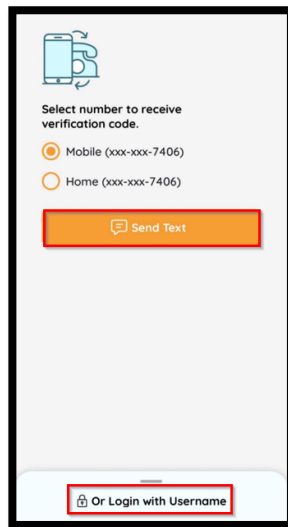 Select number to receive
verification code.
Mobile (xxx-xxx-7406)
Home (xxx-xxx-7406)
Send Text
Or Login with Username